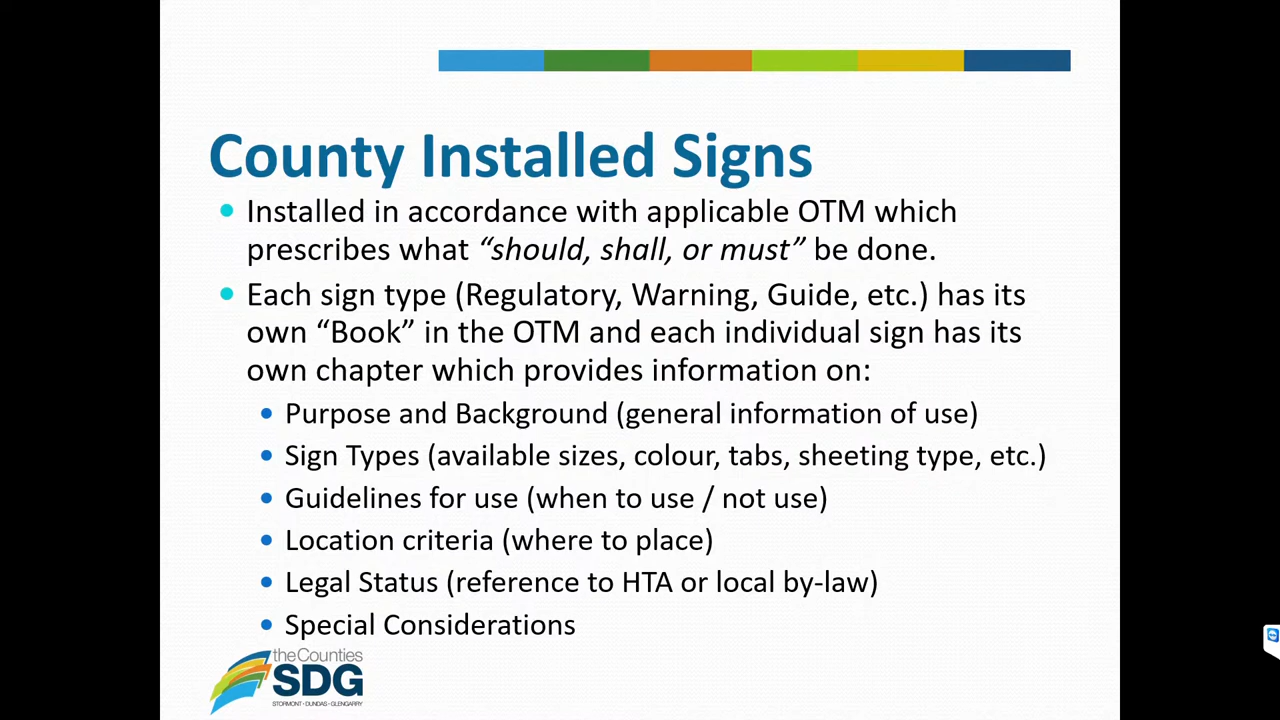 County Installed Signs
• Installed in accordance with applicable OTM which
prescribes what “should, shall, or must” be done.
• Each sign type (Regulatory, Warning, Guide, etc.) has its
own “Book” in the OTM and each individual sign has its
own chapter which provides information on:
• Purpose and Background (general information of use)
• Sign Types (available sizes, colour, tabs, sheeting type, etc.)
• Guidelines for use (when to use / not use)
• Location criteria (where to place)
• Legal Status (reference to HTA or local by-law)
• Special Considerations
theCounties
SDG
STORMONT • DUNDAS • GLENGARRY